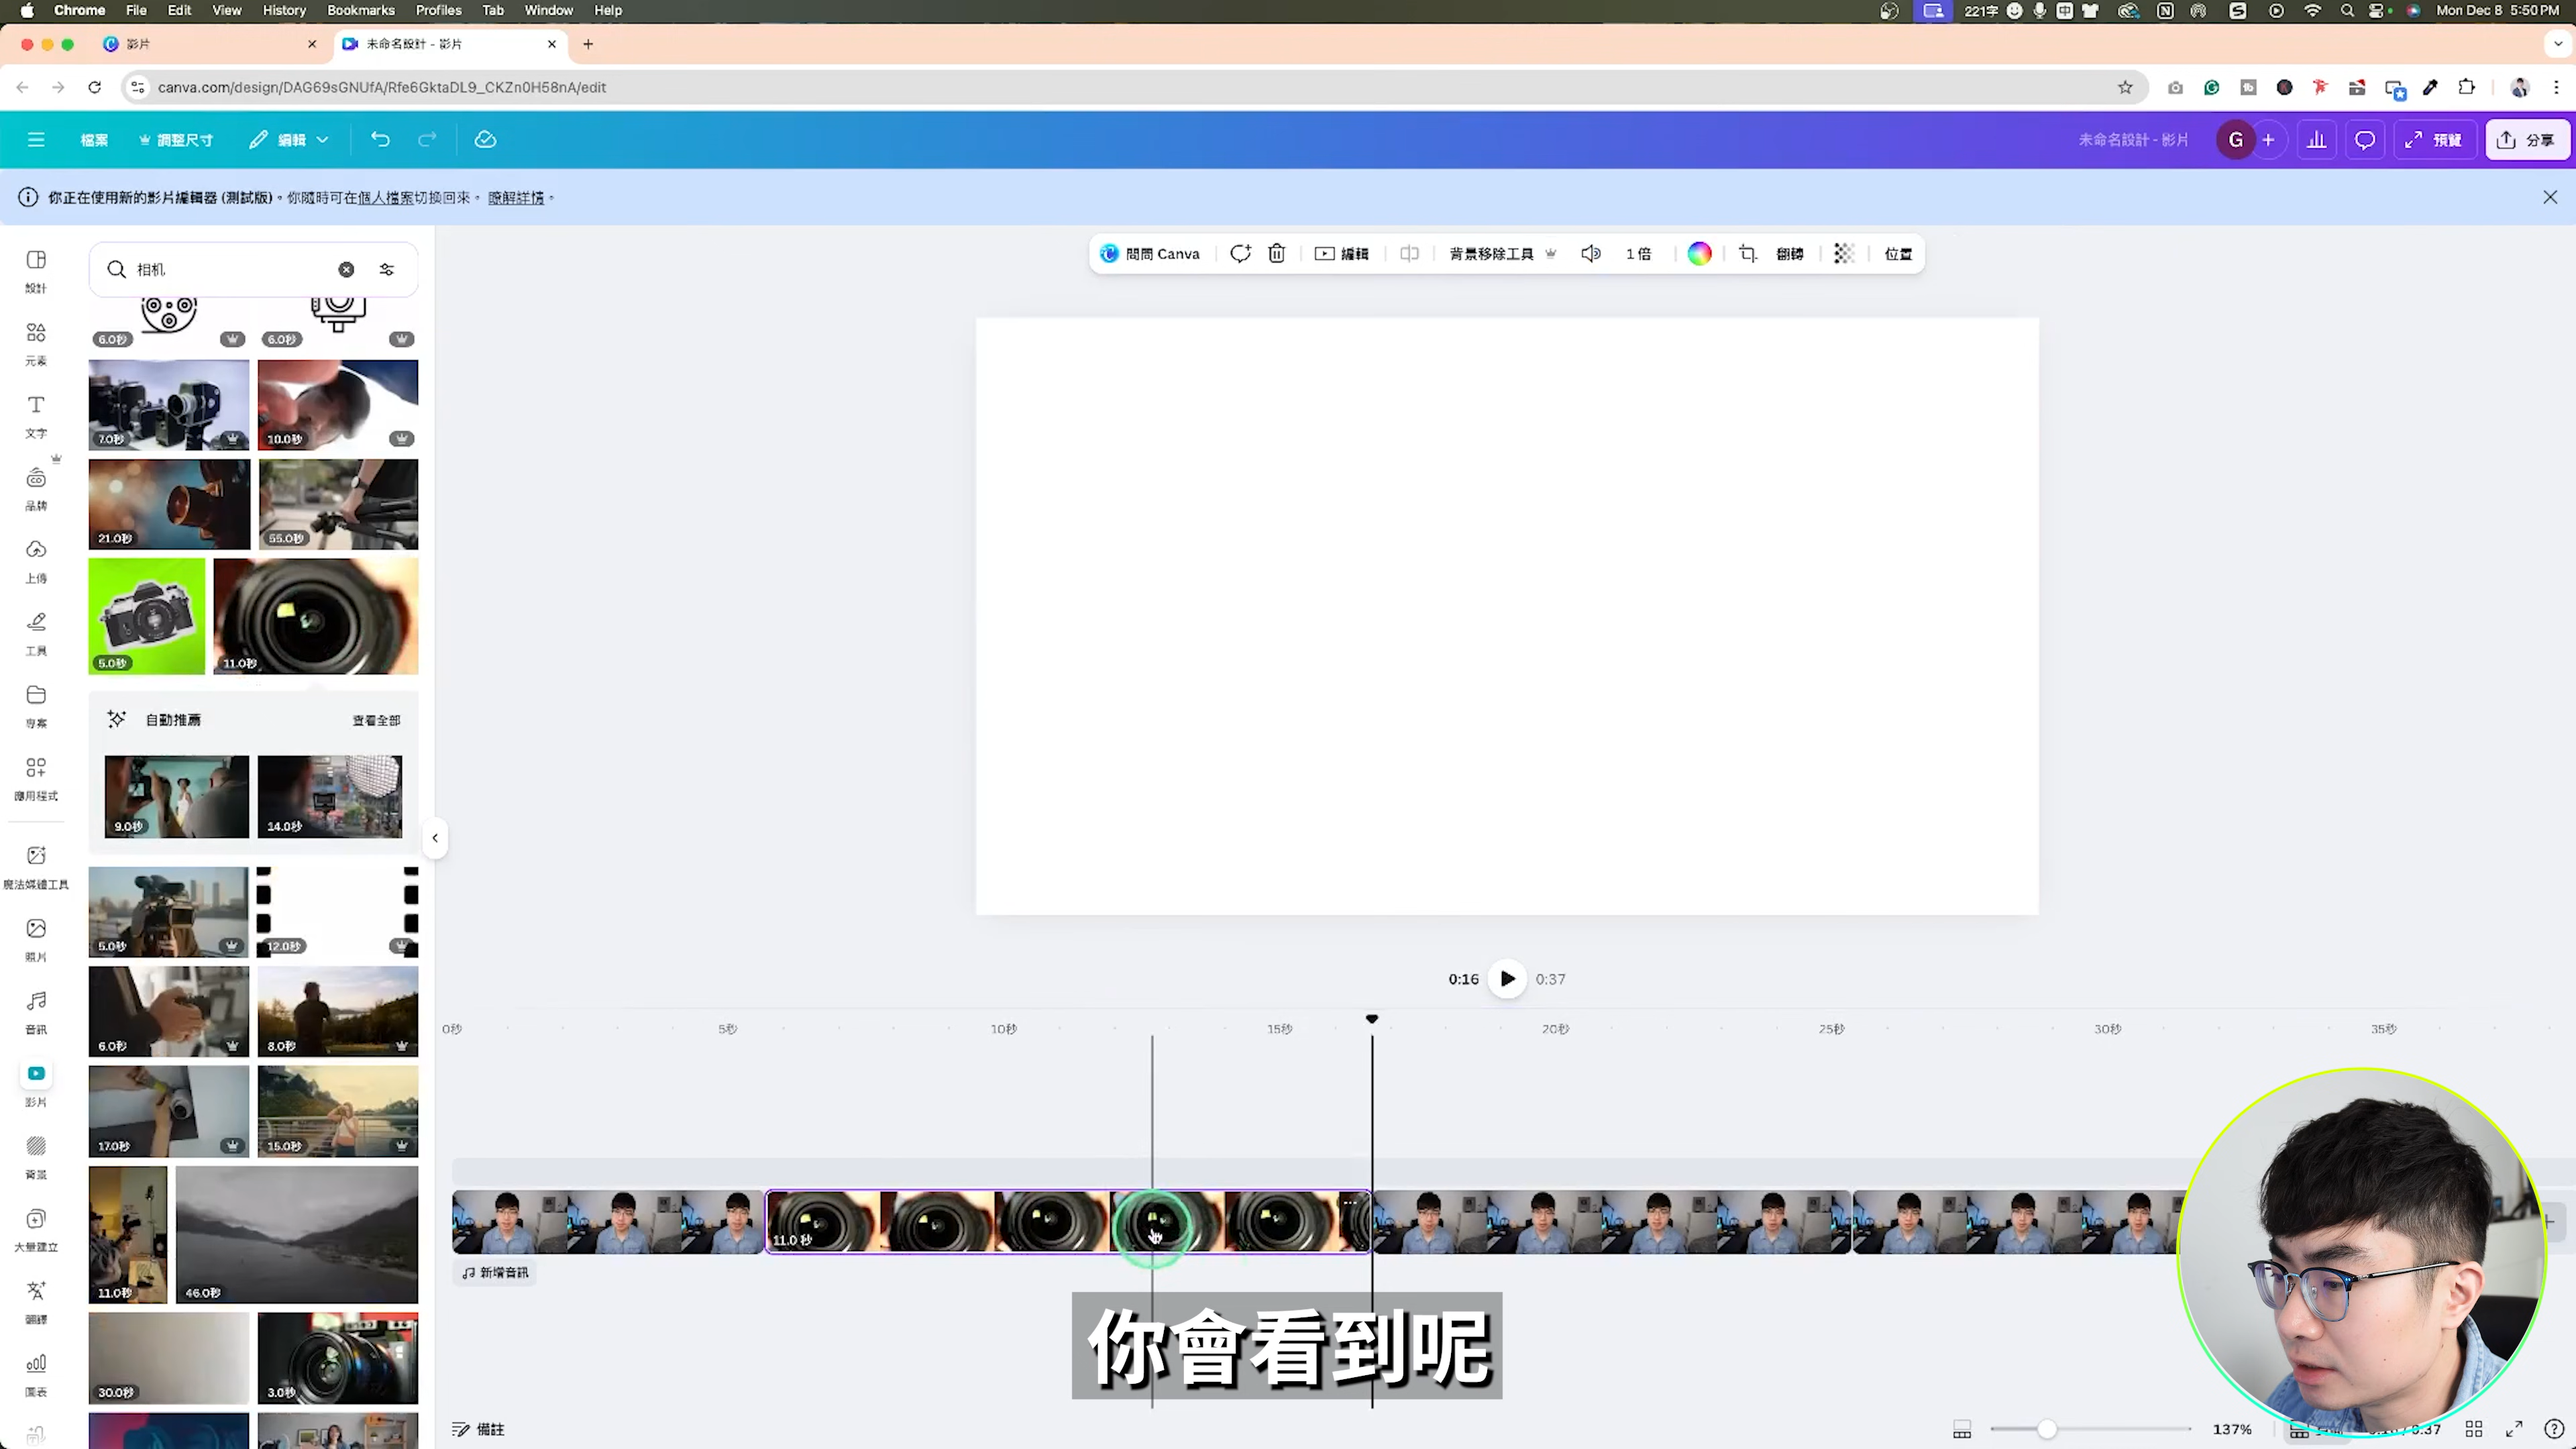 Chrome File Edit View History Bookmarks Profiles Tab Window Help
221字
Mon Dec 8 5:50 PM
影片
未命名設計 - 影片
canva.com/design/DAG69sGNUfA/Rfe6GktaDL9_CKZn0H58nA/edit
檔案
調整尺寸
編輯
未命名設計 - 影片
G
預覽
分享
你正在使用新的影片編輯器 (測試版)。你隨時可在個人檔案切換回來。 瞭解詳情。
設計
元素
文字
品牌
上傳
工具
專案
應用程式
魔法媒體工具
照片
音訊
影片
背景
大量建立
翻譯
圖表
相机
6.0秒
6.0秒
7.0秒
10.0秒
21.0秒
55.0秒
5.0秒
11.0秒
自動推薦
查看全部
9.0秒
14.0秒
5.0秒
12.0秒
6.0秒
8.0秒
17.0秒
15.0秒
11.0秒
46.0秒
30.0秒
3.0秒
問問 Canva
編輯
背景移除工具
1 倍
翻轉
位置
0:16
0:37
0秒
5秒
10秒
15秒
20秒
25秒
30秒
35秒
11.0 秒
新增音訊
你會看到呢
備註
137%
0:37